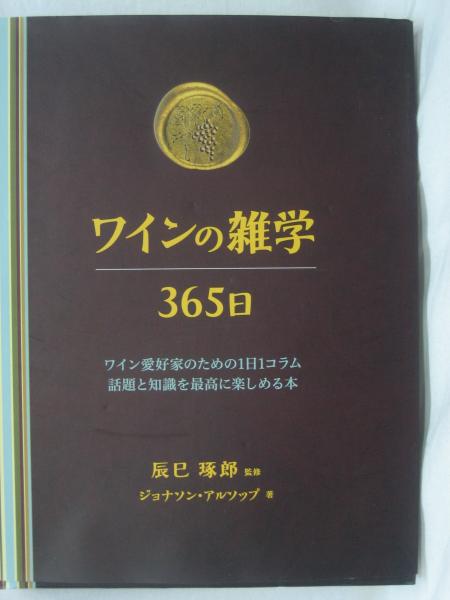 ワインの雑学
365日
ワイン愛好家のための1日1コラム
話題と知識を最高に楽しめる本
辰巳 琢郎 監修
ジョナソン・アルソップ 著